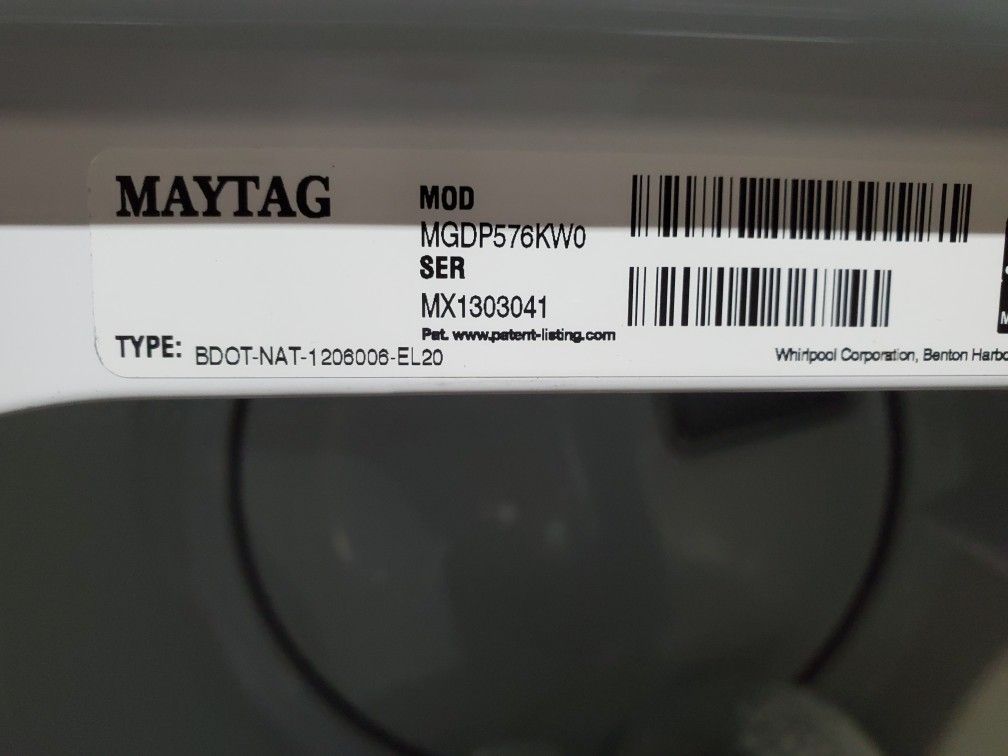 MAYTAG
MOD
MGDP576KW0
SER
MX1303041
Pat. www.patent-listing.com
TYPE: BDOT-NAT-1206006-EL20
Whirlpool Corporation, Benton Harbo